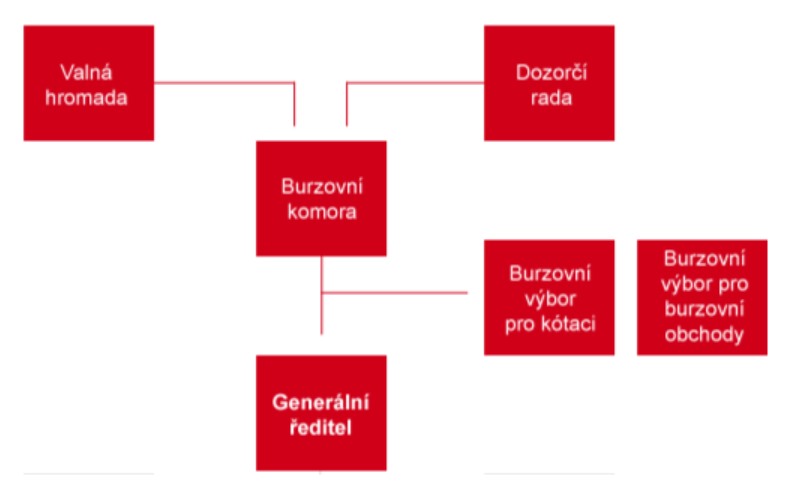 Valná
hromada
Dozorčí
rada
Burzovní
komora
Burzovní
výbor
pro kótaci
Burzovní
výbor pro
burzovní
obchody
Generální
ředitel